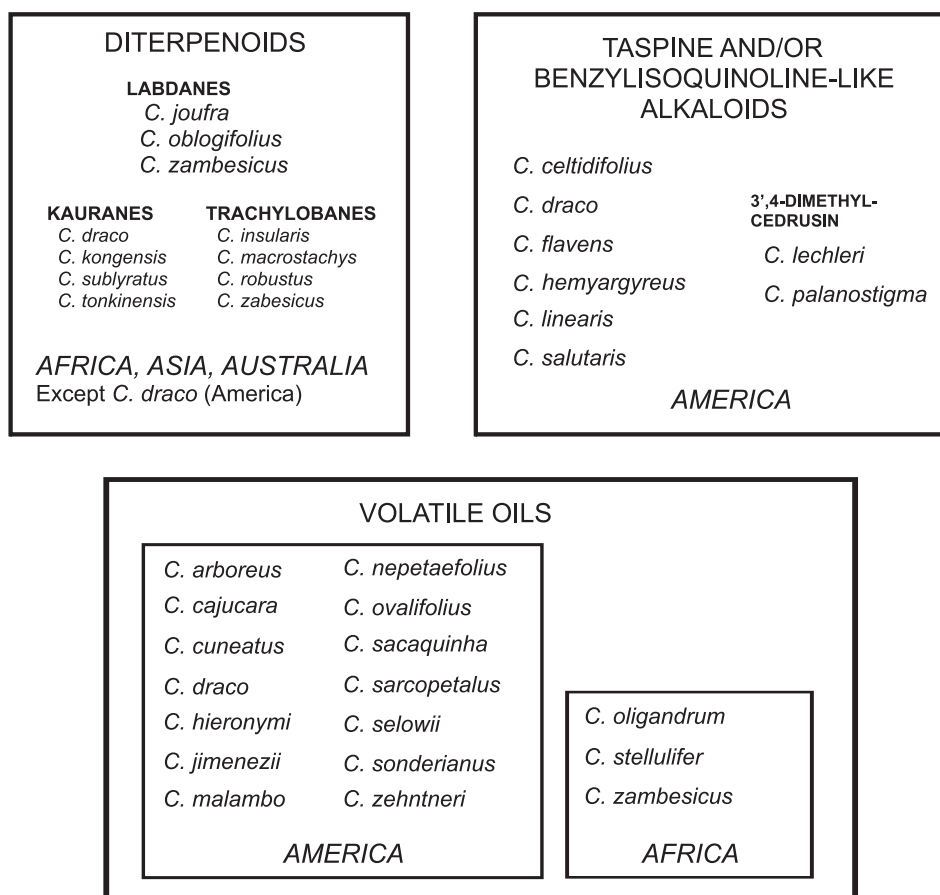 DITERPENOIDS
LABDANES
C. joufra
C. oblogifolius
C. zambesicus
KAURANES
C. draco
C. kongensis
C. sublyratus
C. tonkinensis
TRACHYLOBANES
C. insularis
C. macrostachys
C. robustus
C. zabesicus
AFRICA, ASIA, AUSTRALIA
Except C. draco (America)
TASPINE AND/OR
BENZYLISOQUINOLINE-LIKE
ALKALOIDS
C. celtidifolius
C. draco
C. flavens
C. hemyargyreus
C. linearis
C. salutaris
3',4-DIMETHYL-
CEDRUSIN
C. lechleri
C. palanostigma
AMERICA
VOLATILE OILS
C. arboreus
C. cajucara
C. cuneatus
C. draco
C. hieronymi
C. jimenezii
C. malambo
C. nepetaefolius
C. ovalifolius
C. sacaquinha
C. sarcopetalus
C. selowii
C. sonderianus
C. zehntneri
AMERICA
C. oligandrum
C. stellulifer
C. zambesicus
AFRICA